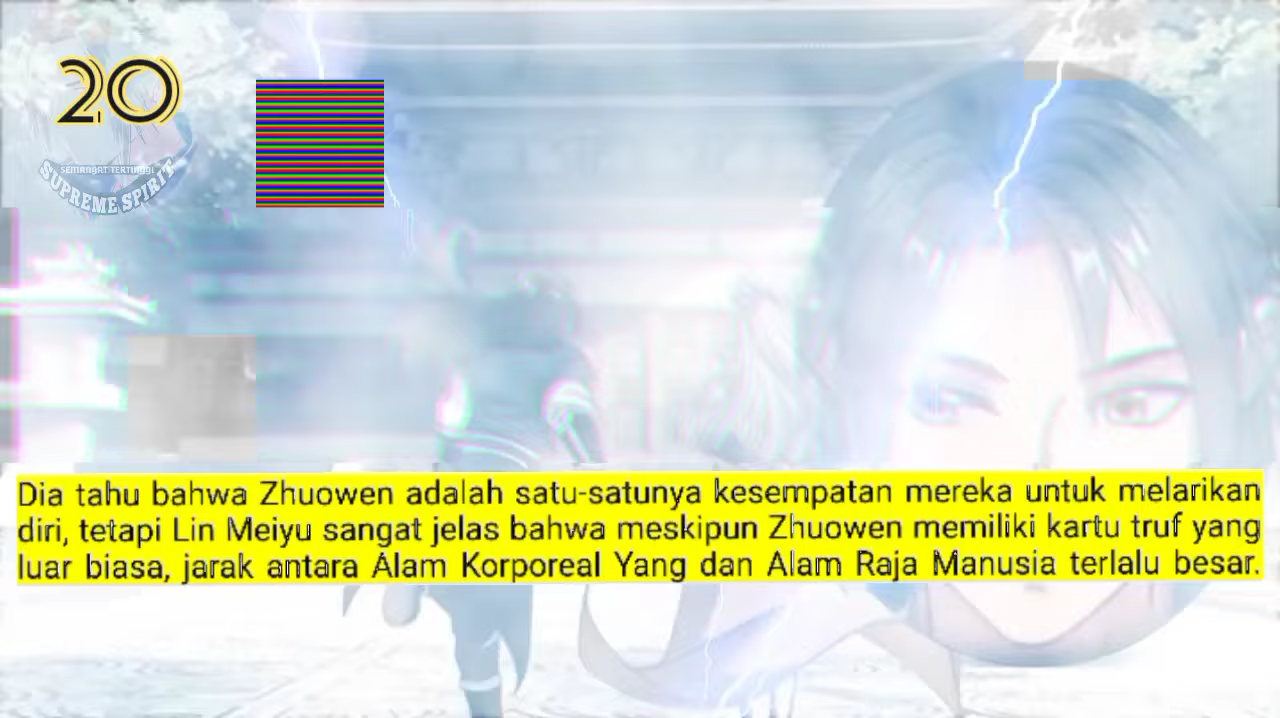 20
SEMANGAT TERTINGGI
SUPREME SPIRIT
Dia tahu bahwa Zhuowen adalah satu-satunya kesempatan mereka untuk melarikan
diri, tetapi Lin Meiyu sangat jelas bahwa meskipun Zhuowen memiliki kartu truf yang
luar biasa, jarak antara Alam Korporeal Yang dan Alam Raja Manusia terlalu besar.